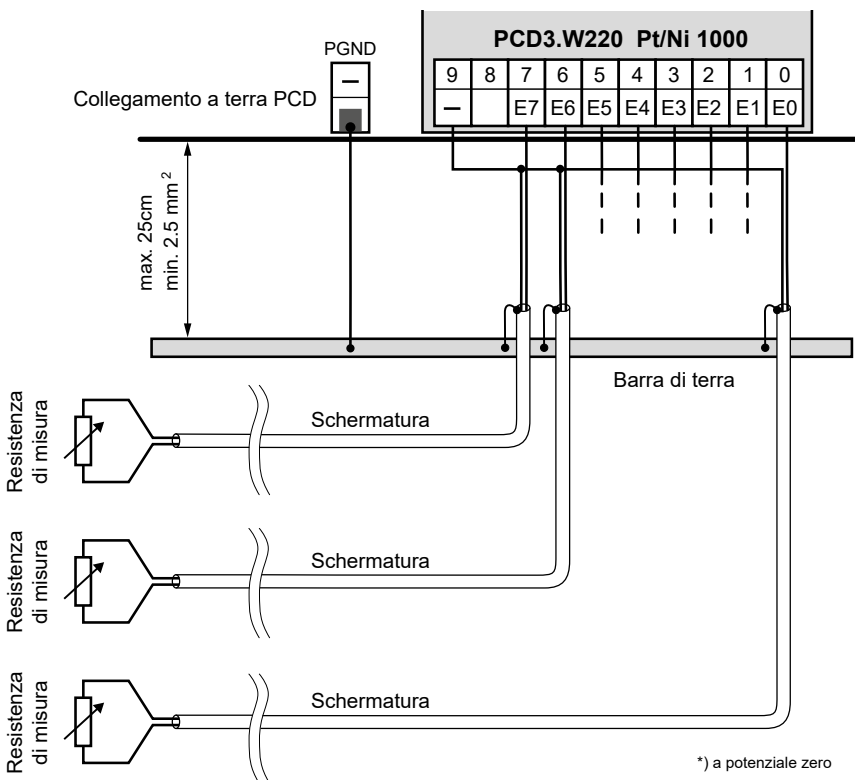 PCD3.W220 Pt/Ni 1000
PGND
9 8 7 6 5 4 3 2 1 0
–
Collegamento a terra PCD
– E7 E6 E5 E4 E3 E2 E1 E0
max. 25cm
min. 2.5 mm²
Barra di terra
Resistenza
di misura
Schermatura
Resistenza
di misura
Schermatura
Resistenza
di misura
Schermatura
*) a potenziale zero